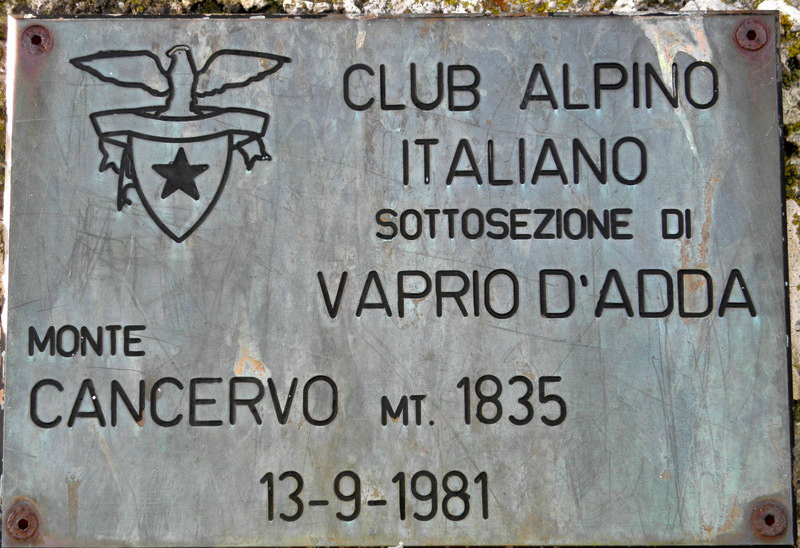 CLUB ALPINO
ITALIANO
SOTTOSEZIONE DI
VAPRIO D'ADDA
MONTE
CANCERVO MT. 1835
13-9-1981